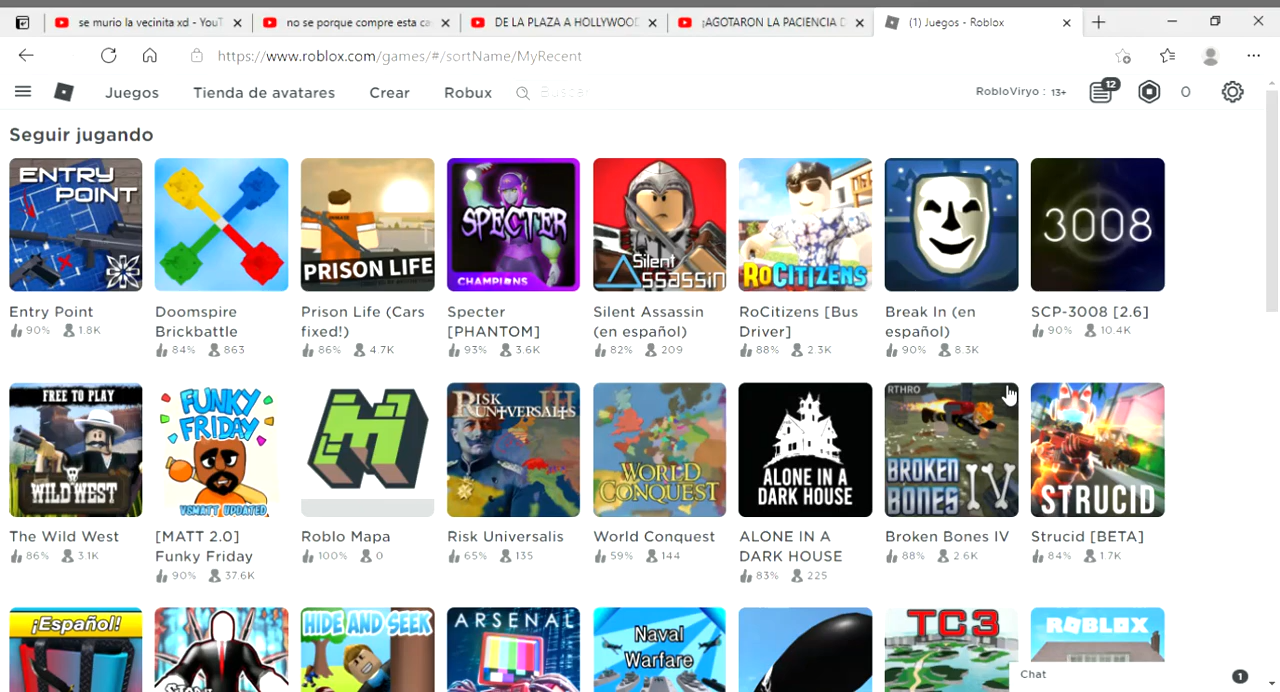 se murio la vecinita xd - YouT
no se porque compre esta ca
DE LA PLAZA A HOLLYWOOD
¡AGOTARON LA PACIENCIA D
(1) Juegos - Roblox
https://www.roblox.com/games/#/sortName/MyRecent
Juegos
Tienda de avatares
Crear
Robux
Buscar
RobloViryo : 13+
12
0
Seguir jugando
ENTRY
POINT
PRISON LIFE
SPECTER
CHAMPIONS
Silent
Assassin
ROCITIZENS
3008
Entry Point
90% 1.8K
Doomspire
Brickbattle
84% 863
Prison Life (Cars
fixed!)
86% 4.7K
Specter
[PHANTOM]
93% 3.6K
Silent Assassin
(en español)
82% 209
RoCitizens [Bus
Driver]
88% 2.3K
Break In (en
español)
90% 8.3K
SCP-3008 [2.6]
90% 10.4K
FREE TO PLAY
WILD WEST
FUNKY
FRIDAY
VSMATT UPDATED
RISK
UNIVERSALIS
III
WORLD
CONQUEST
ALONE IN A
DARK HOUSE
RTHRO
BROKEN
BONES IV
STRUCID
The Wild West
86% 3.1K
[MATT 2.0]
Funky Friday
90% 37.6K
Roblo Mapa
100% 0
Risk Universalis
65% 135
World Conquest
59% 144
ALONE IN A
DARK HOUSE
83% 225
Broken Bones IV
88% 2.6K
Strucid [BETA]
84% 1.7K
¡Español!
HIDE AND SEEK
ARSENAL
Naval
Warfare
TC3
ROBLOX
Chat
1